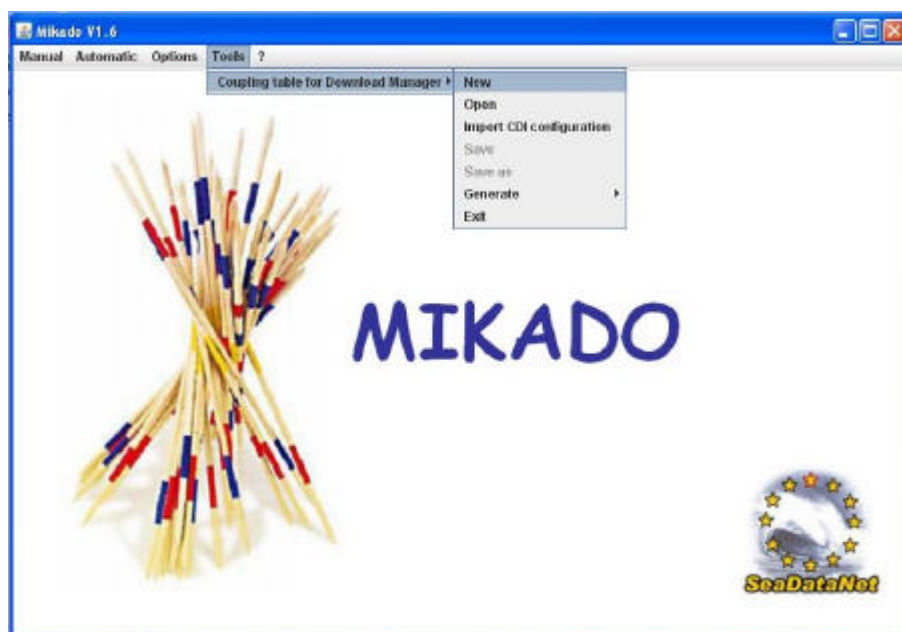 Mikado V1.6
Manual Automatic Options Tools ?
Coupling table for Download Manager
New
Open
Import CDI configuration
Save
Save as
Generate
Exit
MIKADO
SeaDataNet